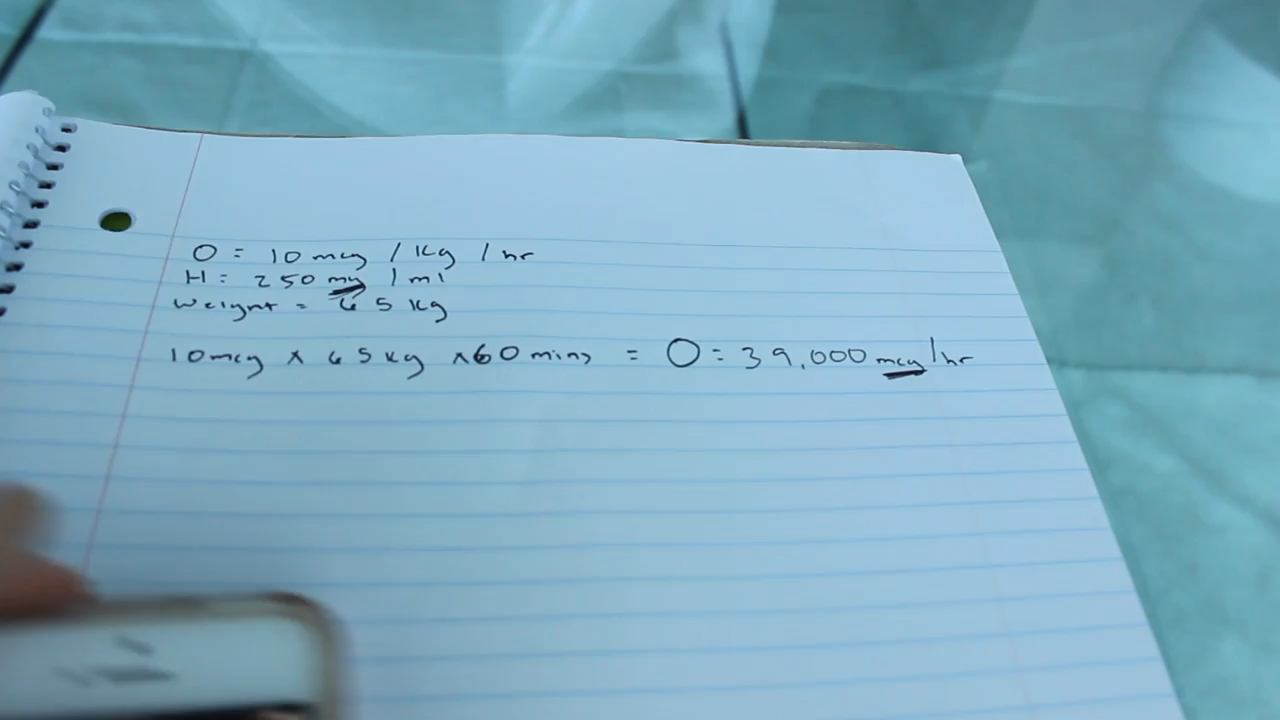 O = 10 mcg / Kg / hr
H = 250 mg / ml
Weight = 65 Kg
10 mcg x 65 kg x 60 mins = O = 39,000 mcg/hr